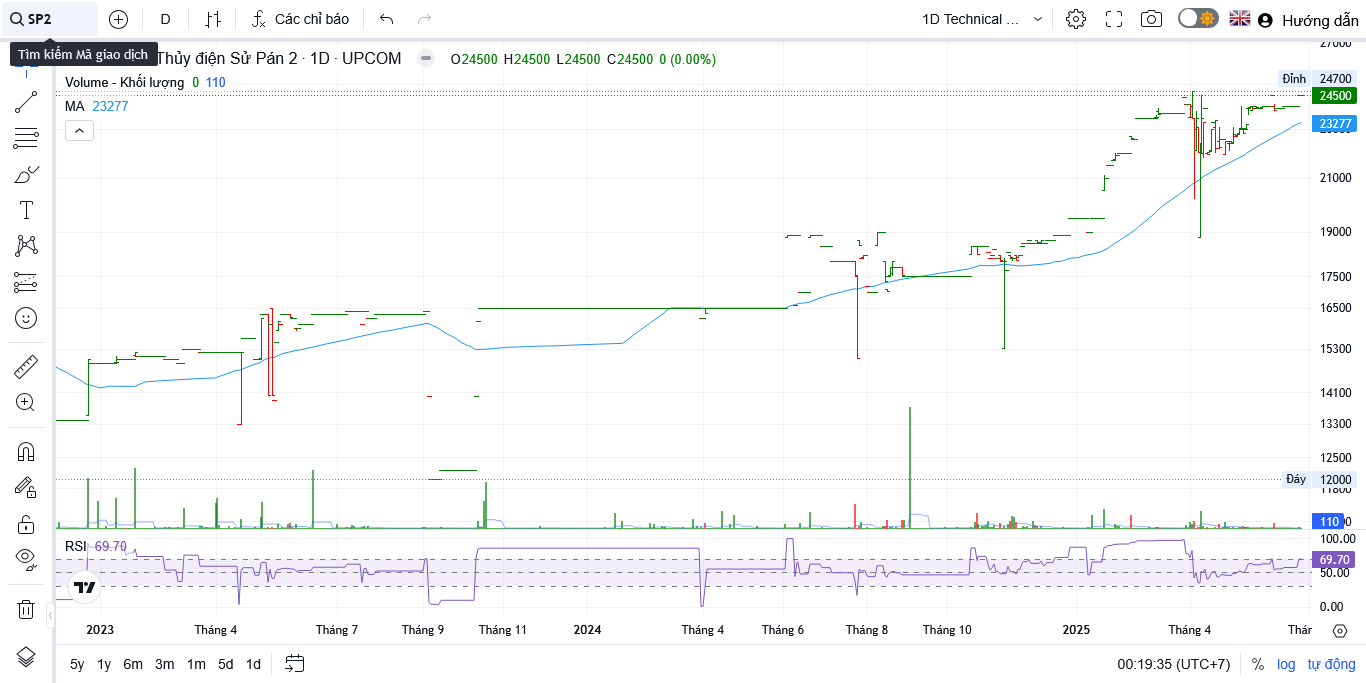 SP2
D
Các chỉ báo
1D Technical ...
Hướng dẫn
Tìm kiếm Mã giao dịch
Thủy điện Sử Pán 2 · 1D · UPCOM
O24500 H24500 L24500 C24500 0 (0.00%)
Volume - Khối lượng 0 110
MA 23277
27000
Đỉnh 24700
24500
23277
21000
19000
17500
16500
15300
14100
13300
12500
Đáy 12000
11800
110
RSI 69.70
100.00
69.70
50.00
0.00
2023
Tháng 4
Tháng 7
Tháng 9
Tháng 11
2024
Tháng 4
Tháng 6
Tháng 8
Tháng 10
2025
Tháng 4
Thár
5y 1y 6m 3m 1m 5d 1d
00:19:35 (UTC+7)
% log tự động